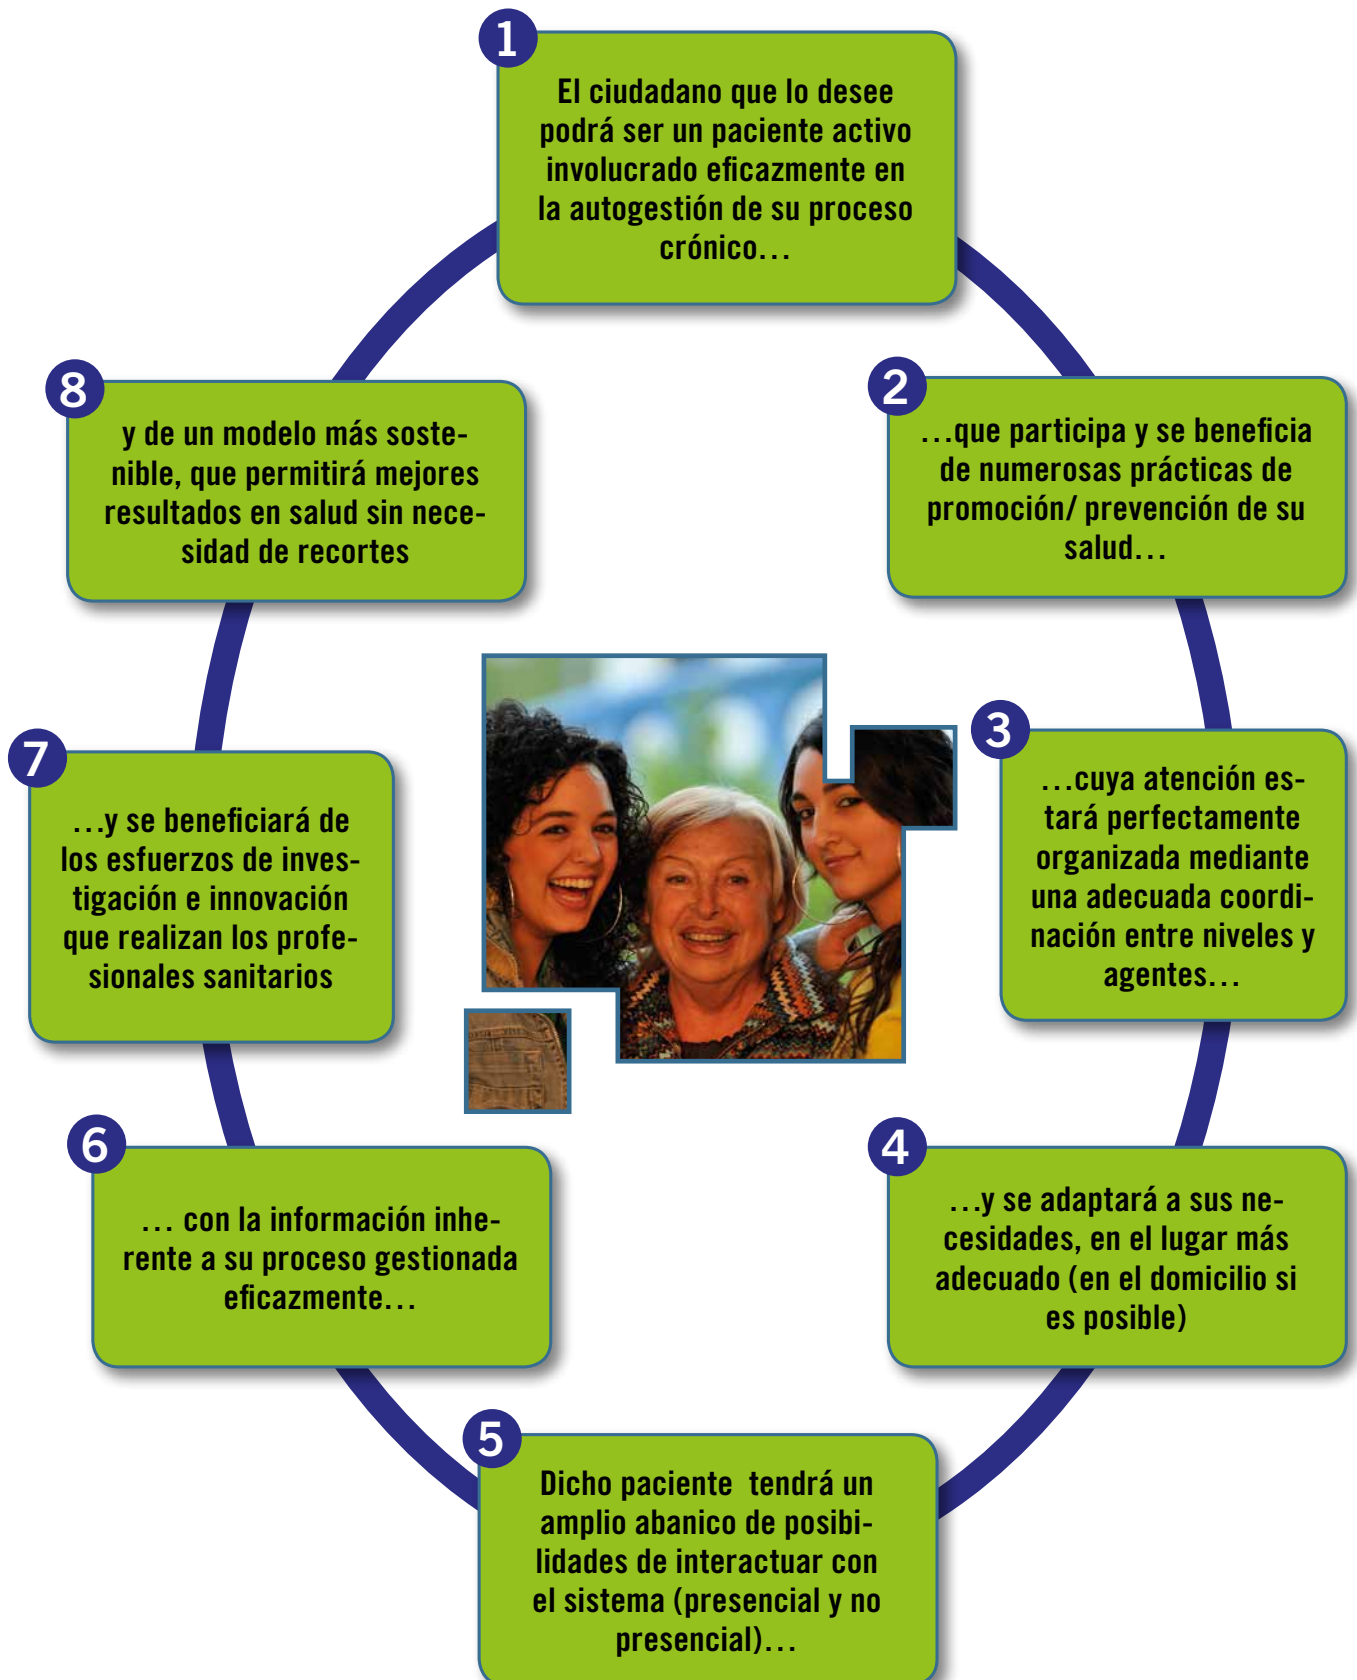 1
El ciudadano que lo desee
podrá ser un paciente activo
involucrado eficazmente en
la autogestión de su proceso
crónico...
2
...que participa y se beneficia
de numerosas prácticas de
promoción/ prevención de su
salud...
3
...cuya atención es-
tará perfectamente
organizada mediante
una adecuada coordi-
nación entre niveles y
agentes...
4
...y se adaptará a sus ne-
cesidades, en el lugar más
adecuado (en el domicilio si
es posible)
5
Dicho paciente tendrá un
amplio abanico de posibi-
lidades de interactuar con
el sistema (presencial y no
presencial)...
6
... con la información inhe-
rente a su proceso gestionada
eficazmente...
7
...y se beneficiará de
los esfuerzos de inves-
tigación e innovación
que realizan los profe-
sionales sanitarios
8
y de un modelo más soste-
nible, que permitirá mejores
resultados en salud sin nece-
sidad de recortes